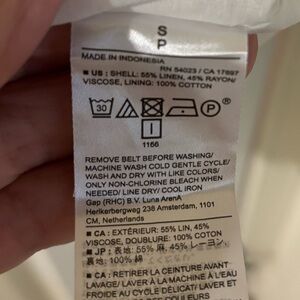 S
P
MADE IN INDONESIA
RN 54023 / CA 17897
■ US : SHELL: 55% LINEN, 45% RAYON/
VISCOSE, LINING: 100% COTTON
30
P
®
I
1166
REMOVE BELT BEFORE WASHING/
MACHINE WASH COLD GENTLE CYCLE/
WASH AND DRY WITH LIKE COLORS/
ONLY NON-CHLORINE BLEACH WHEN
NEEDED/ LINE DRY/ COOL IRON
Gap (RHC) B.V. Luna ArenA
Herikerbergweg 238 Amsterdam, 1101
CM, Netherlands
■ CA : EXTÉRIEUR: 55% LIN, 45%
VISCOSE, DOUBLURE: 100% COTON
■ JP : 表地: 55% 麻, 45% レーヨン
裏地: 100% 綿
■ CA : RETIRER LA CEINTURE AVANT
LAVAGE/ LAVER À LA MACHINE À L'EAU
FROIDE AU CYCLE DÉLICAT/ LAVER ET